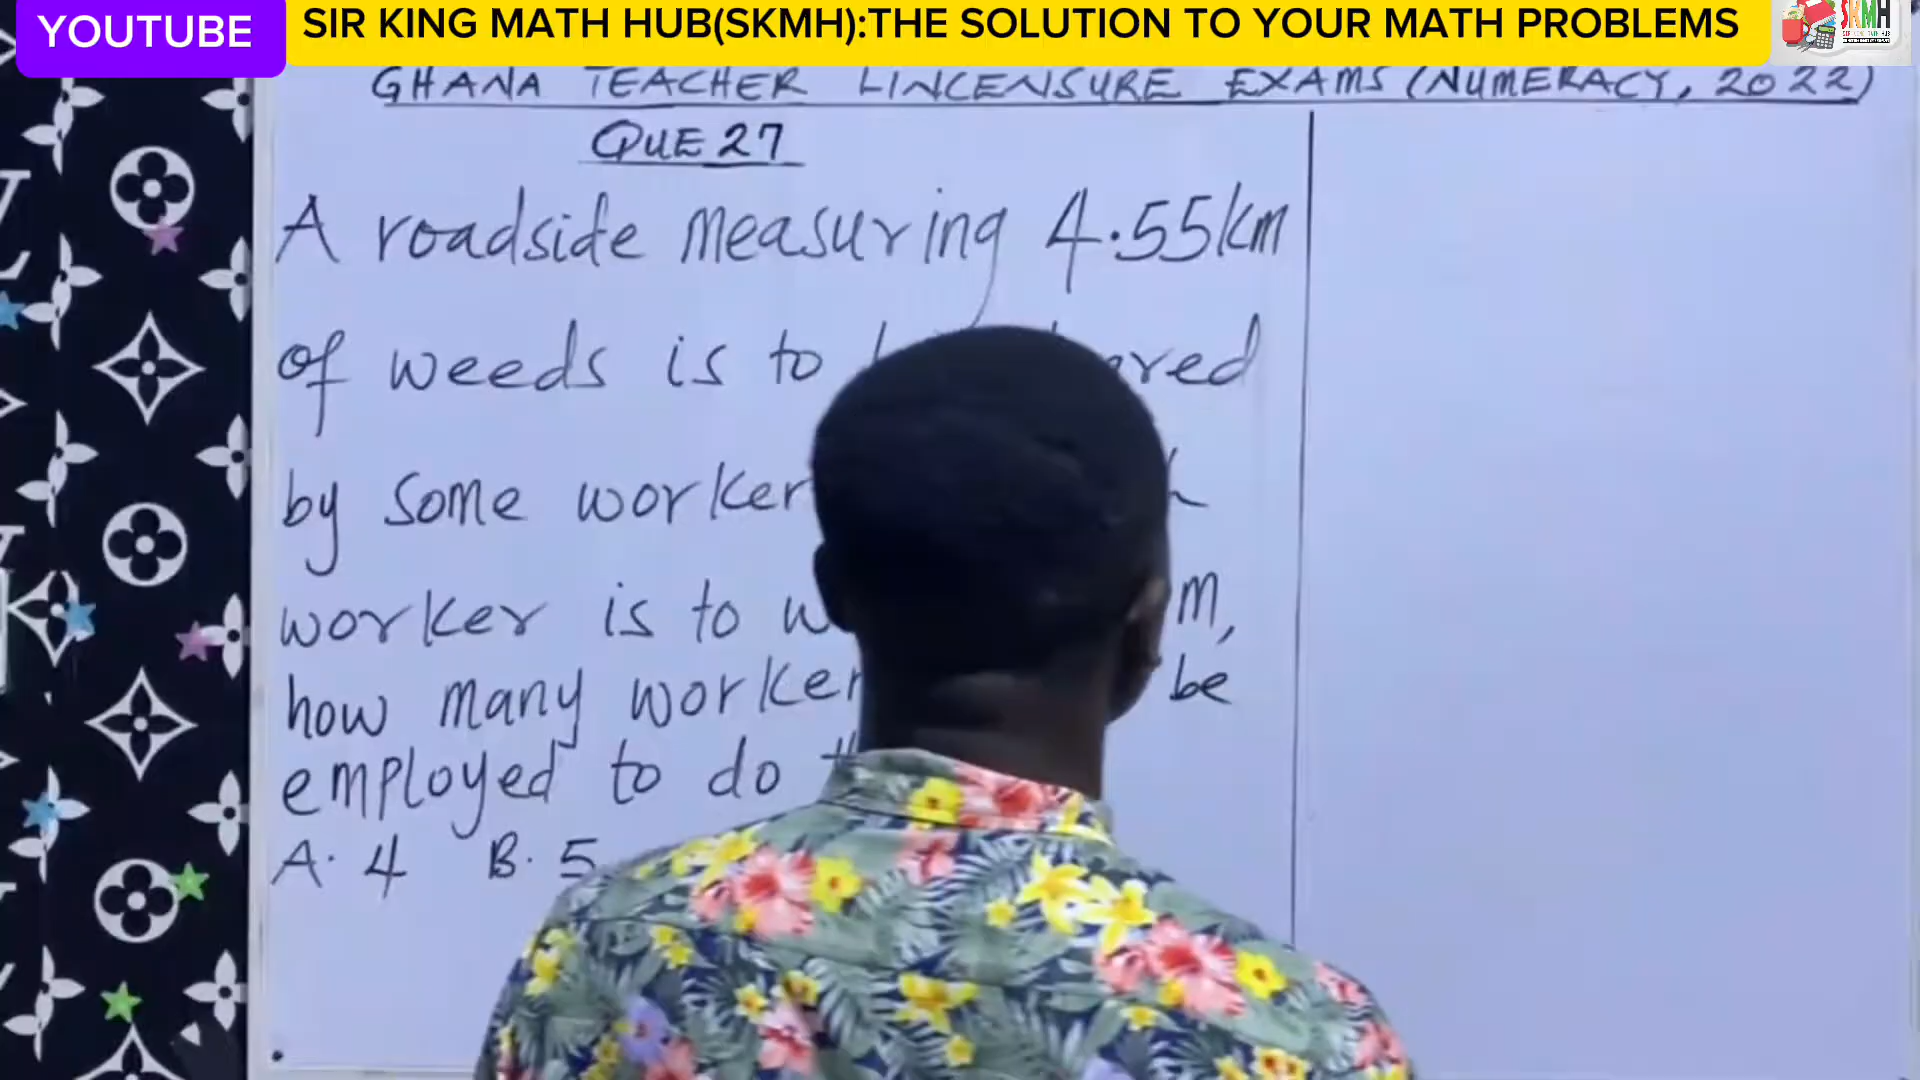 YOUTUBE
SIR KING MATH HUB(SKMH):THE SOLUTION TO YOUR MATH PROBLEMS
SKMH
GHANA TEACHER LINCENSURE EXAMS (NUMERACY, 2022)
QUE 27
A roadside measuring 4.55km
of weeds is to
by some worker
worker is to
m,
how many worker
be
employed to do
A. 4 B. 5